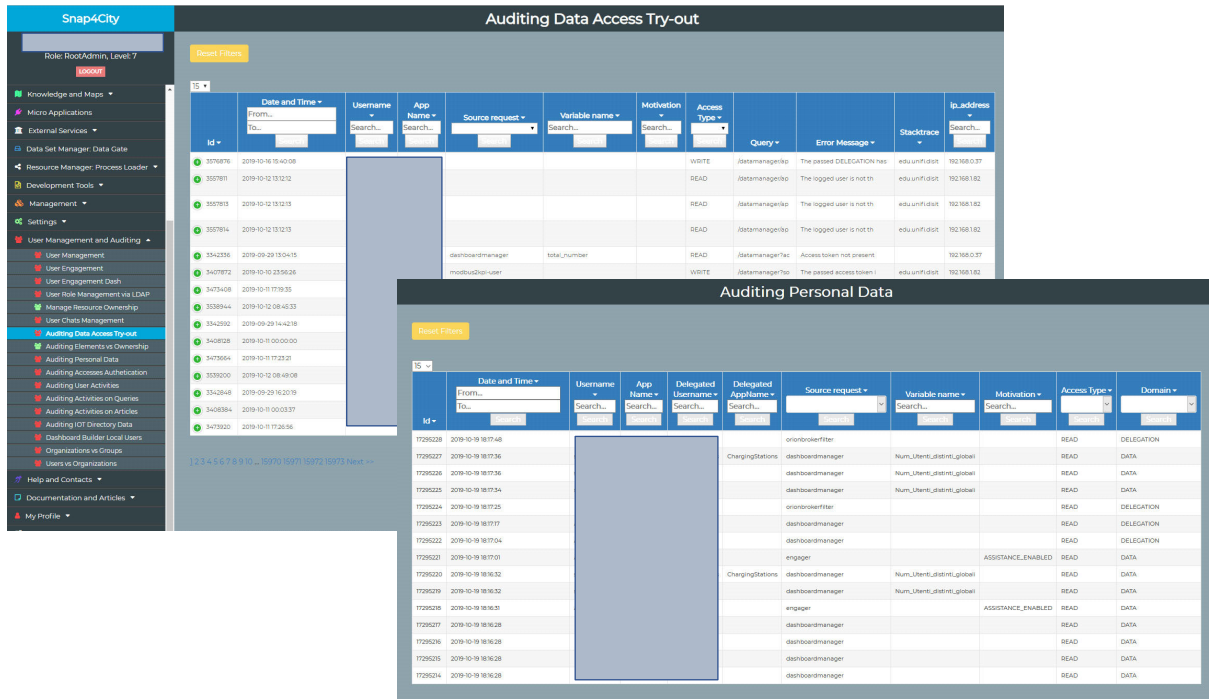 Snap4City
Auditing Data Access Try-out
Role: RootAdmin, Level: 7
LOGOUT
Knowledge and Maps
Micro Applications
External Services
Data Set Manager: Data Gate
Resource Manager: Process Loader
Development Tools
Management
Settings
User Management and Auditing
User Management
User Engagement
User Engagement Dash
User Role Management via LDAP
Manage Resource Ownership
User Chats Management
Auditing Data Access Try-out
Auditing Elements vs Ownership
Auditing Personal Data
Auditing Accesses Authetication
Auditing User Activities
Auditing Activities on Queries
Auditing Activities on Articles
Auditing IOT Directory Data
Dashboard Builder Local Users
Organizations vs Groups
Users vs Organizations
Help and Contacts
Documentation and Articles
My Profile
Reset Filters
15
Id Date and Time Username App Name Source request Variable name Motivation Access Type Query Error Message Stacktrace ip_address
From... To... Search... Search... Search... Search... Search...
Search Search Search Search Search Search Search Search
3576876 2019-10-16 15:40:08 WRITE /datamanager/ap The passed DELEGATION has edu.unifi.disit 192.168.0.37
3557811 2019-10-12 13:12:12 READ /datamanager/ap The logged user is not th edu.unifi.disit 192.168.1.82
3557813 2019-10-12 13:12:13 READ /datamanager/ap The logged user is not th edu.unifi.disit 192.168.1.82
3557814 2019-10-12 13:12:13 READ /datamanager/ap The logged user is not th edu.unifi.disit 192.168.1.82
3342336 2019-09-29 13:04:15 dashboardmanager total_number READ /datamanager?ac Access token not present 192.168.0.37
3407872 2019-10-10 23:56:26 modbus2kpi-user WRITE /datamanager?so The passed access token i edu.unifi.disit 192.168.1.82
3473408 2019-10-11 17:19:35
3538944 2019-10-12 08:45:33
3342592 2019-09-29 14:42:18
3408128 2019-10-11 00:00:00
3473664 2019-10-11 17:23:21
3539200 2019-10-12 08:49:08
3342848 2019-09-29 16:20:19
3408384 2019-10-11 00:03:37
3473920 2019-10-11 17:26:56
1 2 3 4 5 6 7 8 9 10 ... 15970 15971 15972 15973 Next >>
Auditing Personal Data
Reset Filters
15
Id Date and Time Username App Name Delegated Username Delegated AppName Source request Variable name Motivation Access Type Domain
From... To... Search... Search... Search... Search... Search... Search...
Search Search Search Search Search Search Search Search Search
17295228 2019-10-19 18:17:48 orionbrokerfilter READ DELEGATION
17295227 2019-10-19 18:17:36 ChargingStations dashboardmanager Num_Utenti_distinti_globali READ DATA
17295226 2019-10-19 18:17:36 dashboardmanager Num_Utenti_distinti_globali READ DATA
17295225 2019-10-19 18:17:34 dashboardmanager Num_Utenti_distinti_globali READ DATA
17295224 2019-10-19 18:17:25 orionbrokerfilter READ DELEGATION
17295223 2019-10-19 18:17:17 dashboardmanager READ DELEGATION
17295222 2019-10-19 18:17:04 dashboardmanager READ DELEGATION
17295221 2019-10-19 18:17:01 engager ASSISTANCE_ENABLED READ DATA
17295220 2019-10-19 18:16:32 ChargingStations dashboardmanager Num_Utenti_distinti_globali READ DATA
17295219 2019-10-19 18:16:32 dashboardmanager Num_Utenti_distinti_globali READ DATA
17295218 2019-10-19 18:16:31 engager ASSISTANCE_ENABLED READ DATA
17295217 2019-10-19 18:16:28 dashboardmanager READ DATA
17295216 2019-10-19 18:16:28 dashboardmanager READ DATA
17295215 2019-10-19 18:16:28 dashboardmanager READ DATA
17295214 2019-10-19 18:16:28 dashboardmanager READ DATA